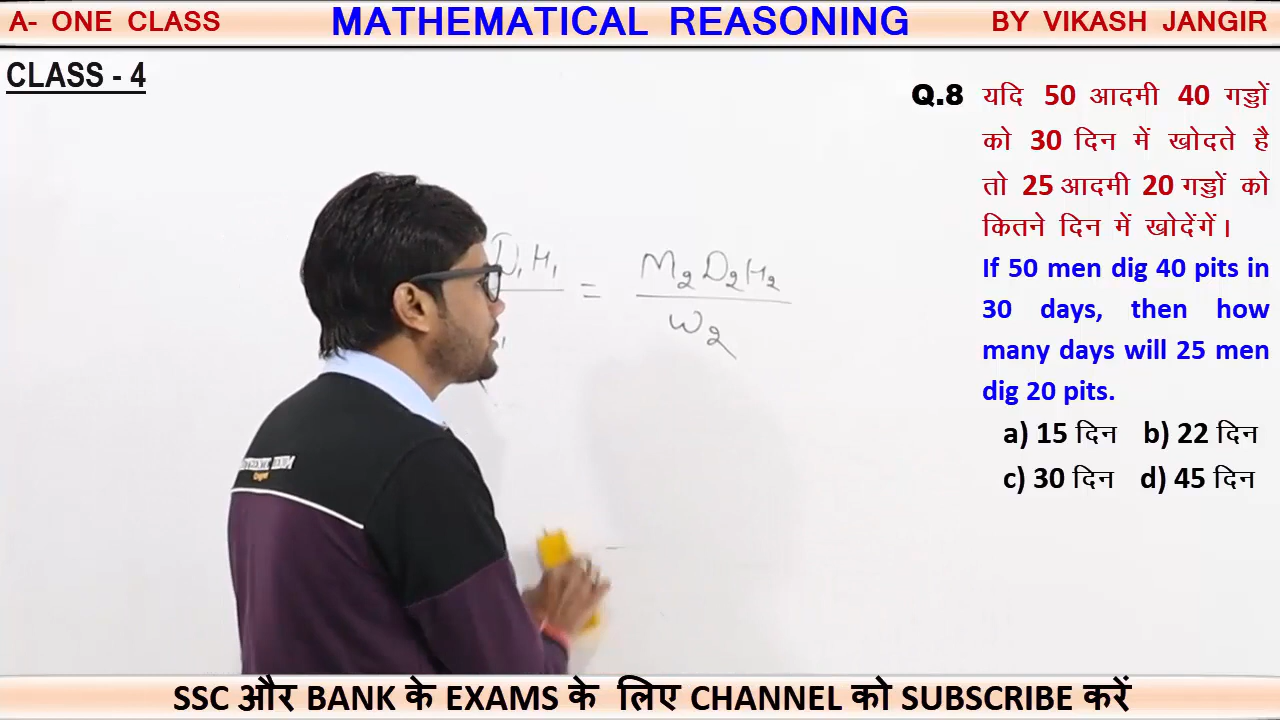 A- ONE CLASS
MATHEMATICAL REASONING
BY VIKASH JANGIR
CLASS - 4
Q.8 यदि 50 आदमी 40 गड्डों
को 30 दिन में खोदते है
तो 25 आदमी 20 गड्डों को
कितने दिन में खोदेंगें।
If 50 men dig 40 pits in
30 days, then how
many days will 25 men
dig 20 pits.
a) 15 दिन b) 22 दिन
c) 30 दिन d) 45 दिन
D₁H₁ = M₂D₂H₂
W₂
SSC और BANK के EXAMS के लिए CHANNEL को SUBSCRIBE करें